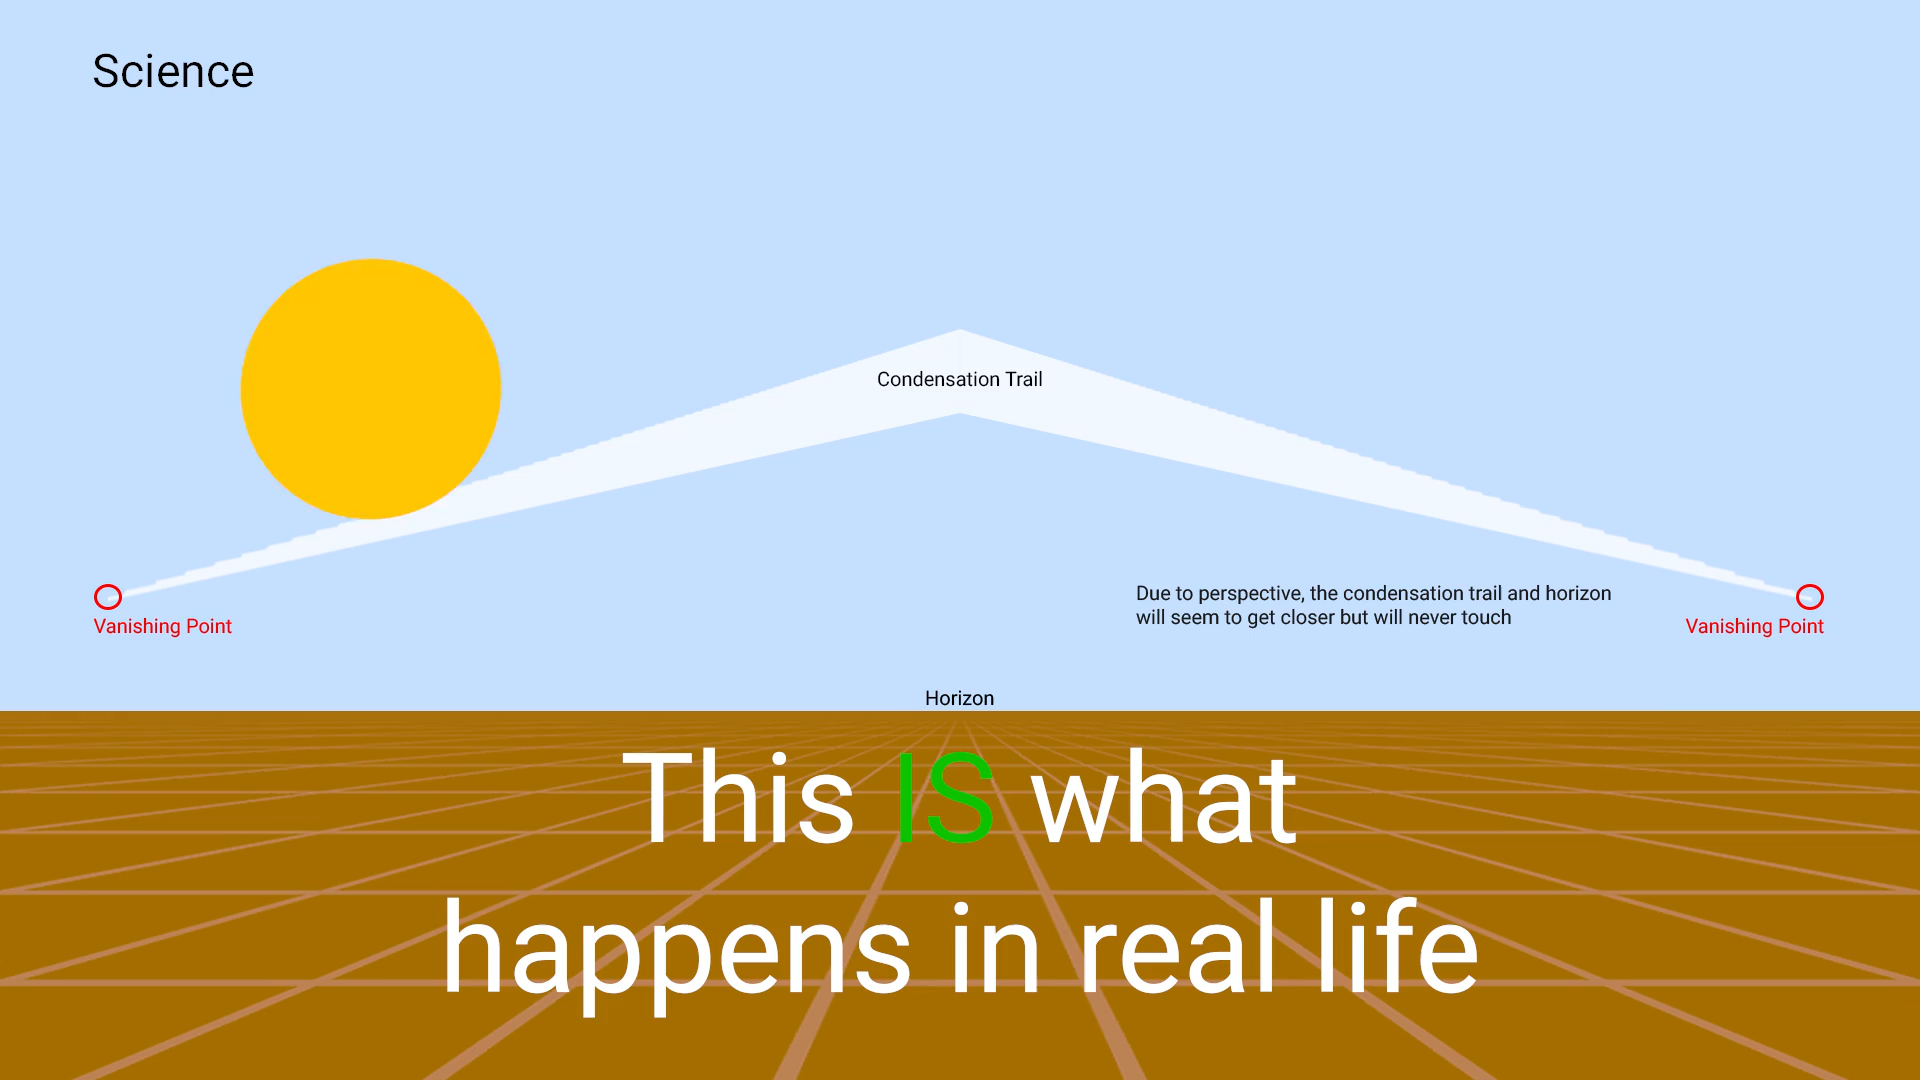 Science
Condensation Trail
Due to perspective, the condensation trail and horizon
will seem to get closer but will never touch
Vanishing Point
Vanishing Point
Horizon
This IS what
happens in real life